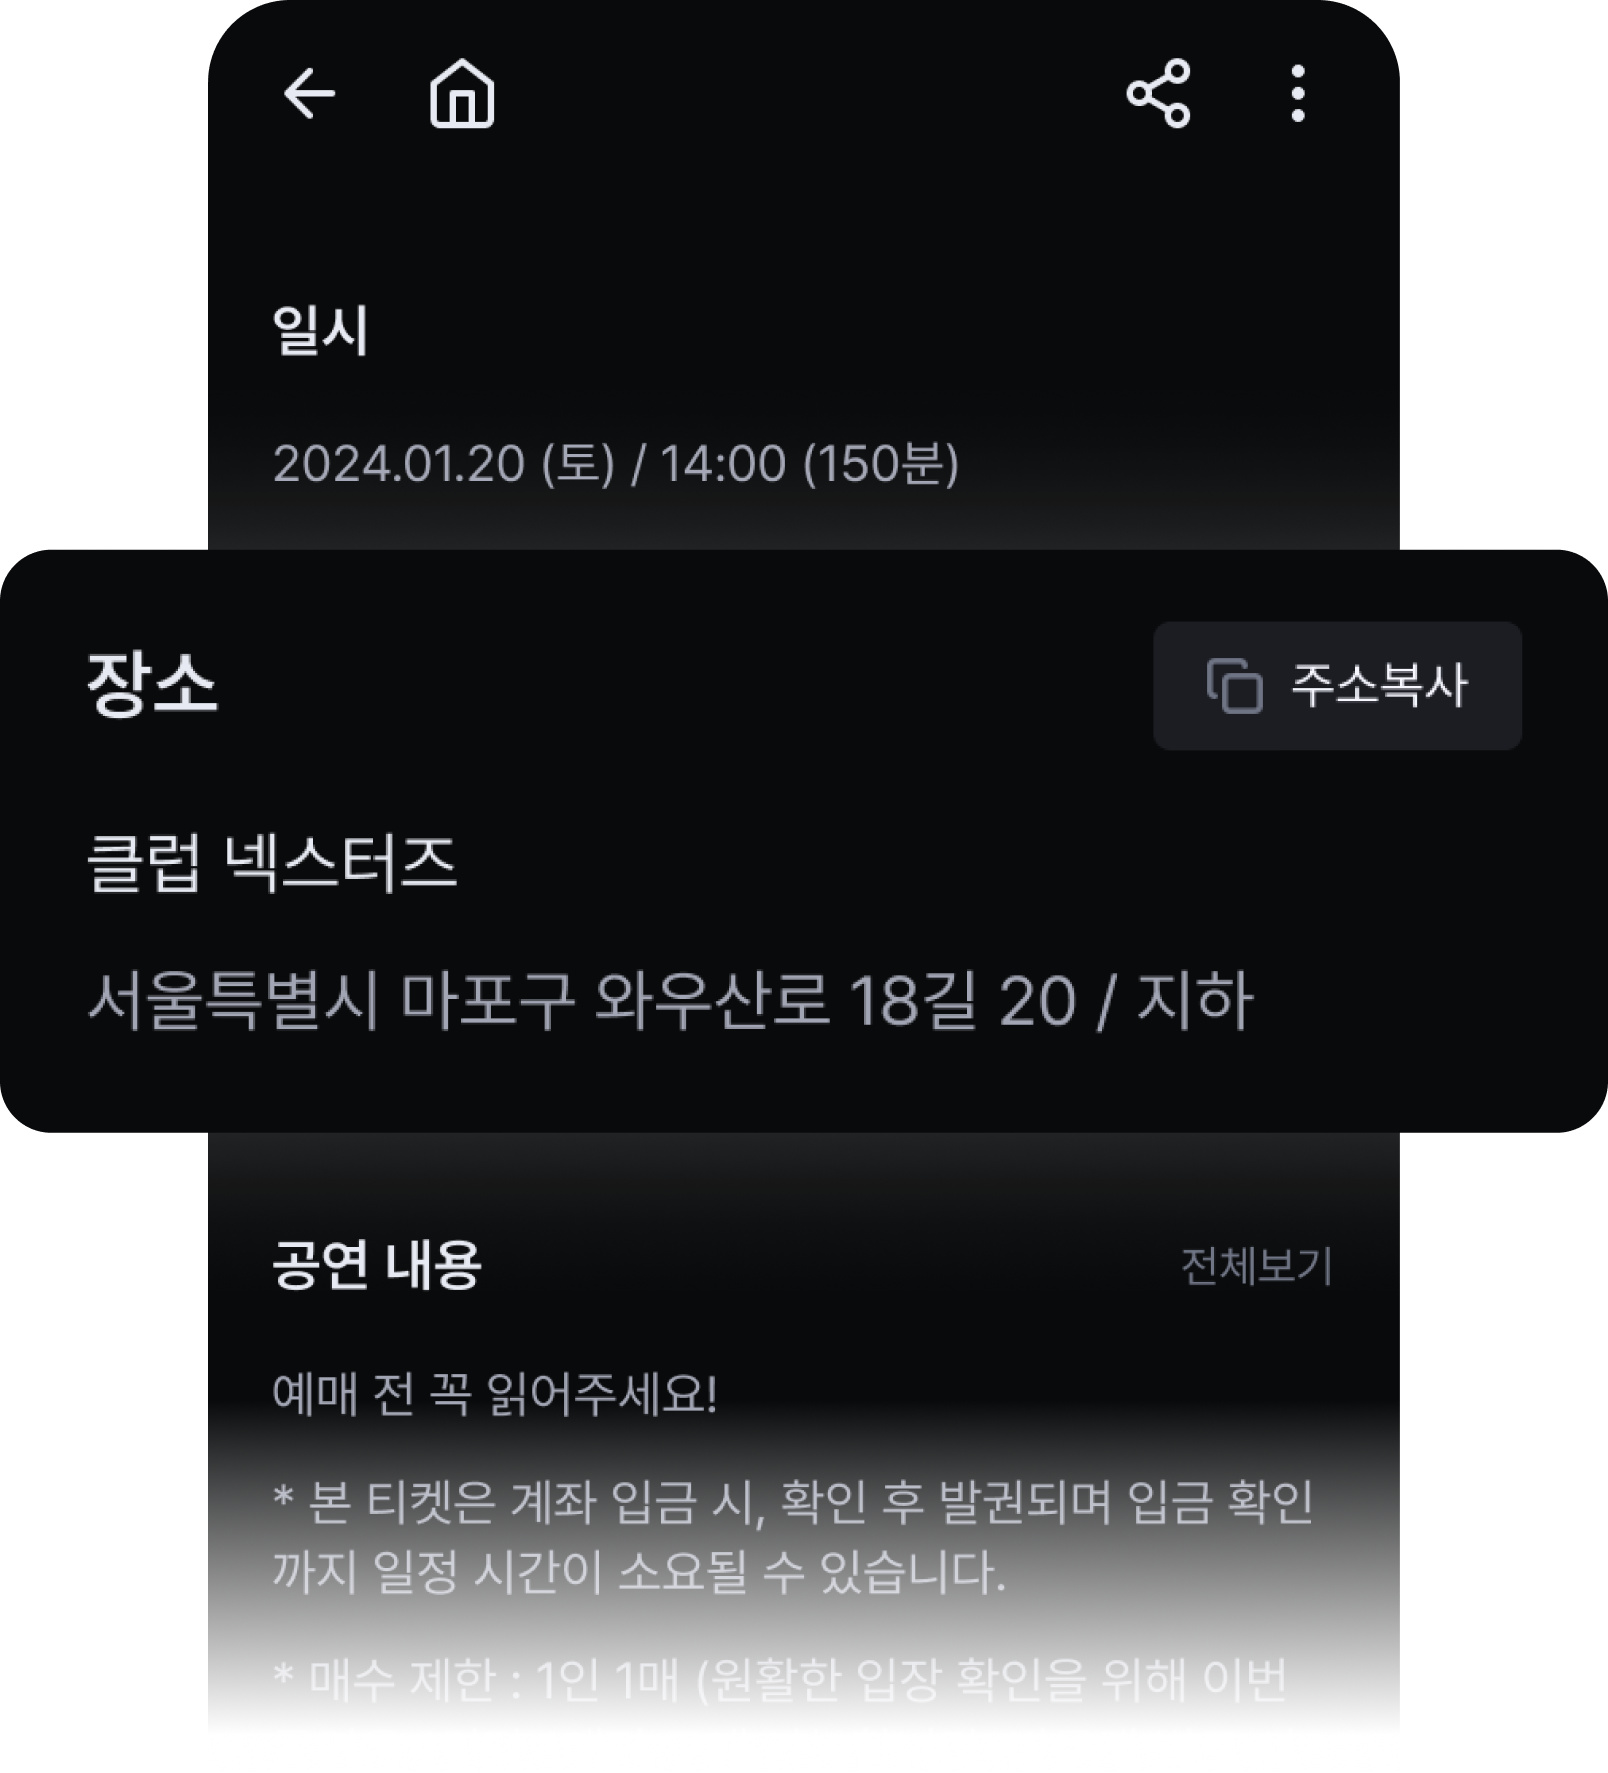 일시
2024.01.20 (토) / 14:00 (150분)
장소
주소복사
클럽 넥스터즈
서울특별시 마포구 와우산로 18길 20 / 지하
공연 내용
전체보기
예매 전 꼭 읽어주세요!
* 본 티켓은 계좌 입금 시, 확인 후 발권되며 입금 확인
까지 일정 시간이 소요될 수 있습니다.
* 매수 제한 : 1인 1매 (원활한 입장 확인을 위해 이번